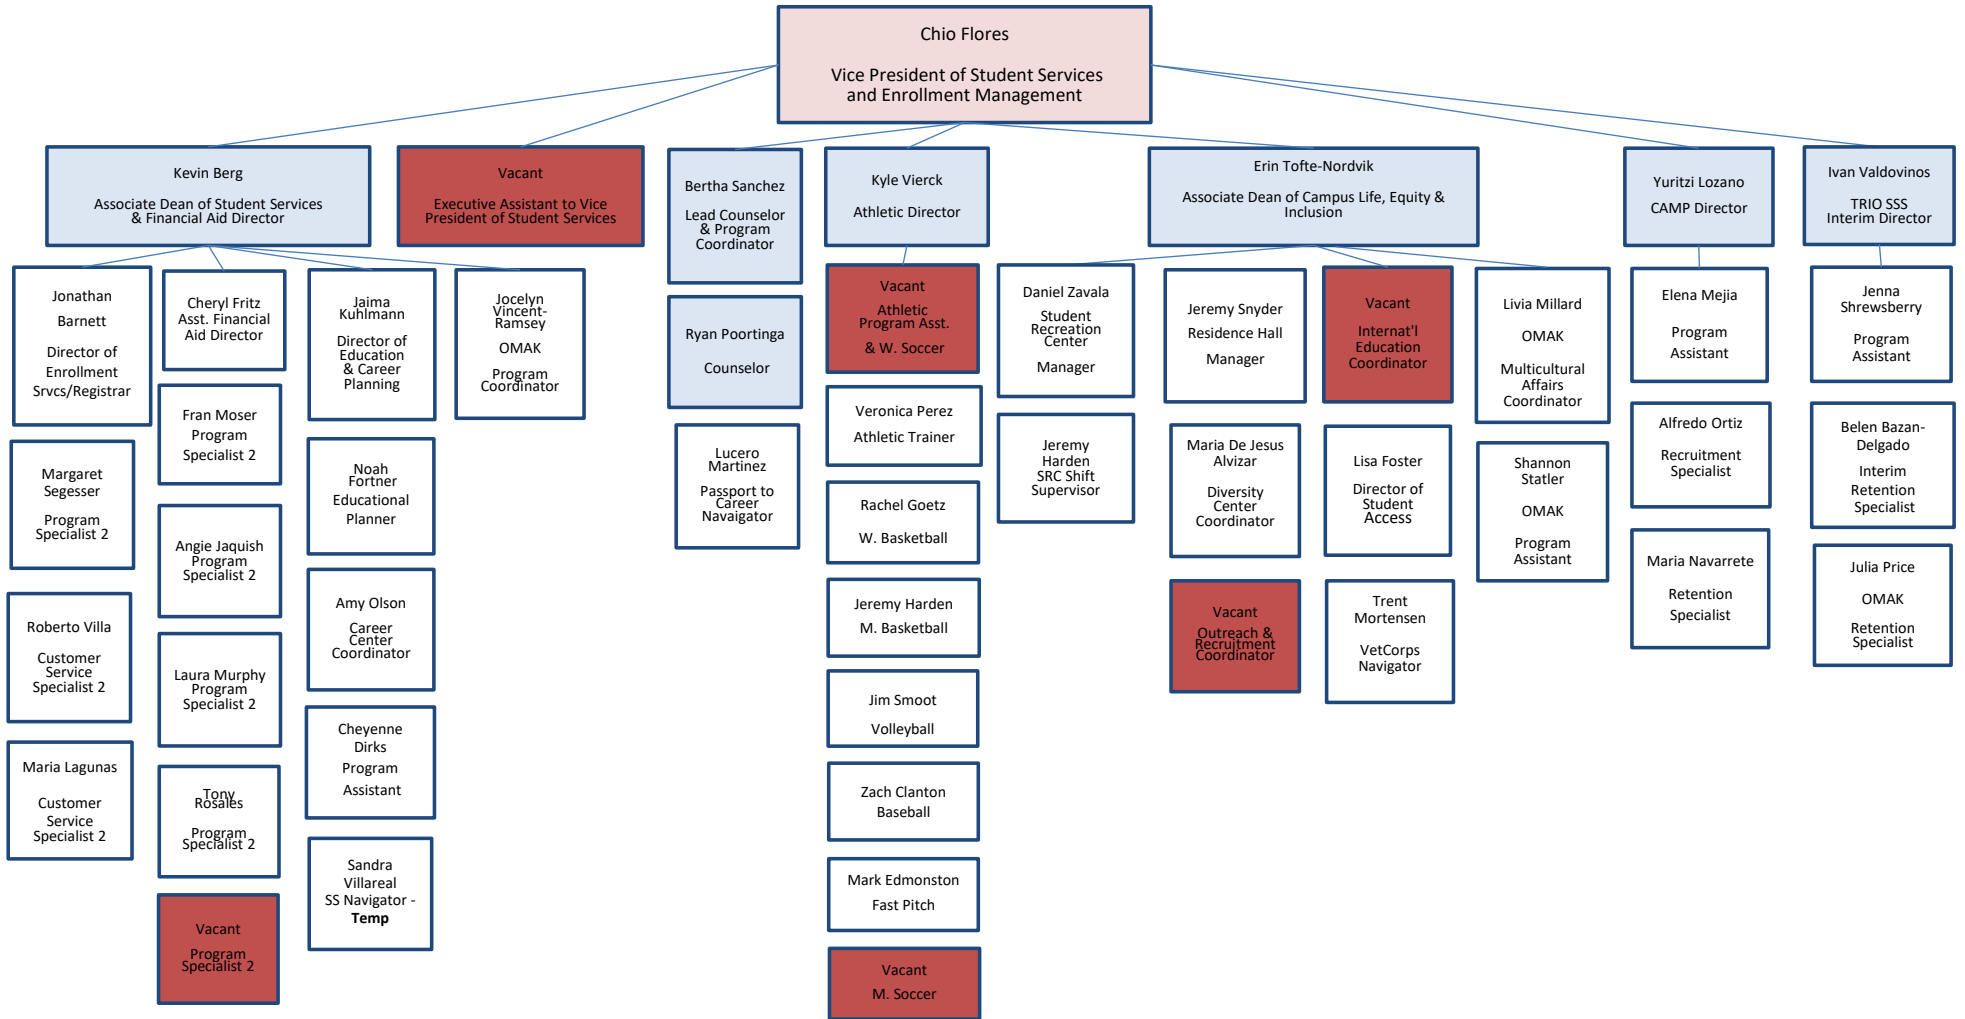 Chio Flores
Vice President of Student Services
and Enrollment Management
Kevin Berg
Associate Dean of Student Services
& Financial Aid Director
Vacant
Executive Assistant to Vice
President of Student Services
Bertha Sanchez
Lead Counselor
& Program
Coordinator
Kyle Vierck
Athletic Director
Erin Tofte-Nordvik
Associate Dean of Campus Life, Equity &
Inclusion
Yuritzi Lozano
CAMP Director
Ivan Valdovinos
TRIO SSS
Interim Director
Jonathan
Barnett
Director of
Enrollment
Srvcs/Registrar
Margaret
Segesser
Program
Specialist 2
Roberto Villa
Customer
Service
Specialist 2
Maria Lagunas
Customer
Service
Specialist 2
Cheryl Fritz
Asst. Financial
Aid Director
Fran Moser
Program
Specialist 2
Angie Jaquish
Program
Specialist 2
Laura Murphy
Program
Specialist 2
Tony
Rosales
Program
Specialist 2
Vacant
Program
Specialist 2
Jaima
Kuhlmann
Director of
Education
& Career
Planning
Noah
Fortner
Educational
Planner
Amy Olson
Career
Center
Coordinator
Cheyenne
Dirks
Program
Assistant
Sandra
Villareal
SS Navigator -
Temp
Jocelyn
Vincent-
Ramsey
OMAK
Program
Coordinator
Ryan Poortinga
Counselor
Lucero
Martinez
Passport to
Career
Navaigator
Vacant
Athletic
Program Asst.
& W. Soccer
Veronica Perez
Athletic Trainer
Rachel Goetz
W. Basketball
Jeremy Harden
M. Basketball
Jim Smoot
Volleyball
Zach Clanton
Baseball
Mark Edmonston
Fast Pitch
Vacant
M. Soccer
Daniel Zavala
Student
Recreation
Center
Manager
Jeremy
Harden
SRC Shift
Supervisor
Jeremy Snyder
Residence Hall
Manager
Maria De Jesus
Alvizar
Diversity
Center
Coordinator
Vacant
Outreach &
Recruitment
Coordinator
Vacant
Internat'l
Education
Coordinator
Lisa Foster
Director of
Student
Access
Trent
Mortensen
VetCorps
Navigator
Livia Millard
OMAK
Multicultural
Affairs
Coordinator
Shannon
Statler
OMAK
Program
Assistant
Elena Mejia
Program
Assistant
Alfredo Ortiz
Recruitment
Specialist
Maria Navarrete
Retention
Specialist
Jenna
Shrewsberry
Program
Assistant
Belen Bazan-
Delgado
Interim
Retention
Specialist
Julia Price
OMAK
Retention
Specialist